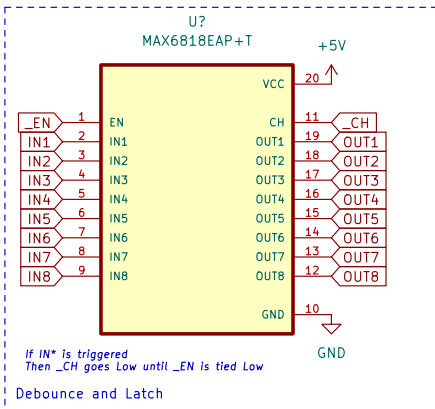 U?
MAX6818EAP+T
+5V
VCC 20
_EN 1 EN CH 11 _CH
IN1 2 IN1 OUT1 19 OUT1
IN2 3 IN2 OUT2 18 OUT2
IN3 4 IN3 OUT3 17 OUT3
IN4 5 IN4 OUT4 16 OUT4
IN5 6 IN5 OUT5 15 OUT5
IN6 7 IN6 OUT6 14 OUT6
IN7 8 IN7 OUT7 13 OUT7
IN8 9 IN8 OUT8 12 OUT8
GND 10
GND
If IN* is triggered
Then _CH goes Low until _EN is tied Low
Debounce and Latch